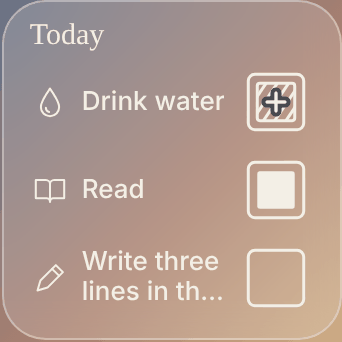 Today
Drink water
Read
Write three
lines in th...